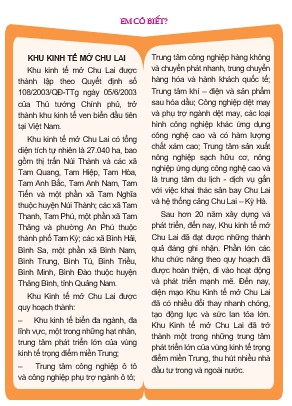 EM CÓ BIẾT?
KHU KINH TẾ MỞ CHU LAI
Khu kinh tế mở Chu Lai được
thành lập theo Quyết định số
108/2003/QĐ-TTg ngày 05/6/2003
của Thủ tướng Chính phủ, trở
thành khu kinh tế ven biển đầu tiên
tại Việt Nam.
Khu kinh tế mở Chu Lai có tổng
diện tích tự nhiên là 27.040 ha, bao
gồm thị trấn Núi Thành và các xã
Tam Quang, Tam Hiệp, Tam Hòa,
Tam Anh Bắc, Tam Anh Nam, Tam
Tiến và một phần xã Tam Nghĩa
thuộc huyện Núi Thành; các xã Tam
Thanh, Tam Phú, một phần xã Tam
Thăng và phường An Phú thuộc
thành phố Tam Kỳ; các xã Bình Hải,
Bình Sa, một phần xã Bình Nam,
Bình Trung, Bình Tú, Bình Triều,
Bình Minh, Bình Đào thuộc huyện
Thăng Bình, tỉnh Quảng Nam.
Khu Kinh tế mở Chu Lai được
quy hoạch thành:
– Khu kinh tế biển đa ngành, đa
lĩnh vực, một trong những hạt nhân,
trung tâm phát triển lớn của vùng
kinh tế trọng điểm miền Trung;
– Trung tâm công nghiệp ô tô
và công nghiệp phụ trợ ngành ô tô;
Trung tâm công nghiệp hàng không
và chuyển phát nhanh, trung chuyển
hàng hóa và hành khách quốc tế;
Trung tâm khí – điện và sản phẩm
sau hóa dầu; Công nghiệp dệt may
và phụ trợ ngành dệt may, các loại
hình công nghiệp khác ứng dụng
công nghệ cao và có hàm lượng
chất xám cao; Trung tâm sản xuất
nông nghiệp sạch hữu cơ, nông
nghiệp ứng dụng công nghệ cao và
là trung tâm du lịch - dịch vụ gắn
với việc khai thác sân bay Chu Lai
và hệ thống cảng Chu Lai – Kỳ Hà.
Sau hơn 20 năm xây dựng và
phát triển, đến nay, Khu kinh tế mở
Chu Lai đã đạt được những thành
quả đáng ghi nhận. Phần lớn các
khu chức năng theo quy hoạch đã
được hoàn thiện, đi vào hoạt động
và phát triển mạnh mẽ. Đến nay,
diện mạo Khu kinh tế mở Chu Lai
đã có nhiều đổi thay nhanh chóng,
tạo động lực và sức lan tỏa lớn.
Khu Kinh tế mở Chu Lai đã trở
thành một trong những trung tâm
phát triển lớn của vùng kinh tế trọng
điểm miền Trung, thu hút nhiều nhà
đầu tư trong và ngoài nước.